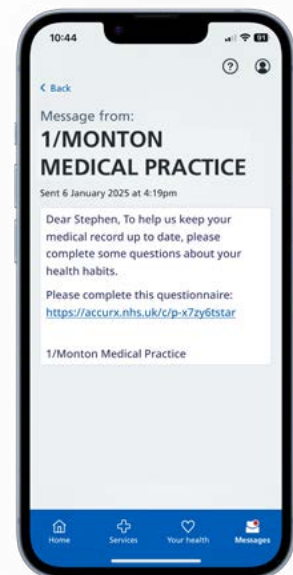 10:44
91
?
Back
Message from:
1/MONTON
MEDICAL PRACTICE
Sent 6 January 2025 at 4:19pm
Dear Stephen, To help us keep your
medical record up to date, please
complete some questions about your
health habits.
Please complete this questionnaire:
https://accurx.nhs.uk/c/p-x7zy6tstar
1/Monton Medical Practice
Home Services Your health Messages